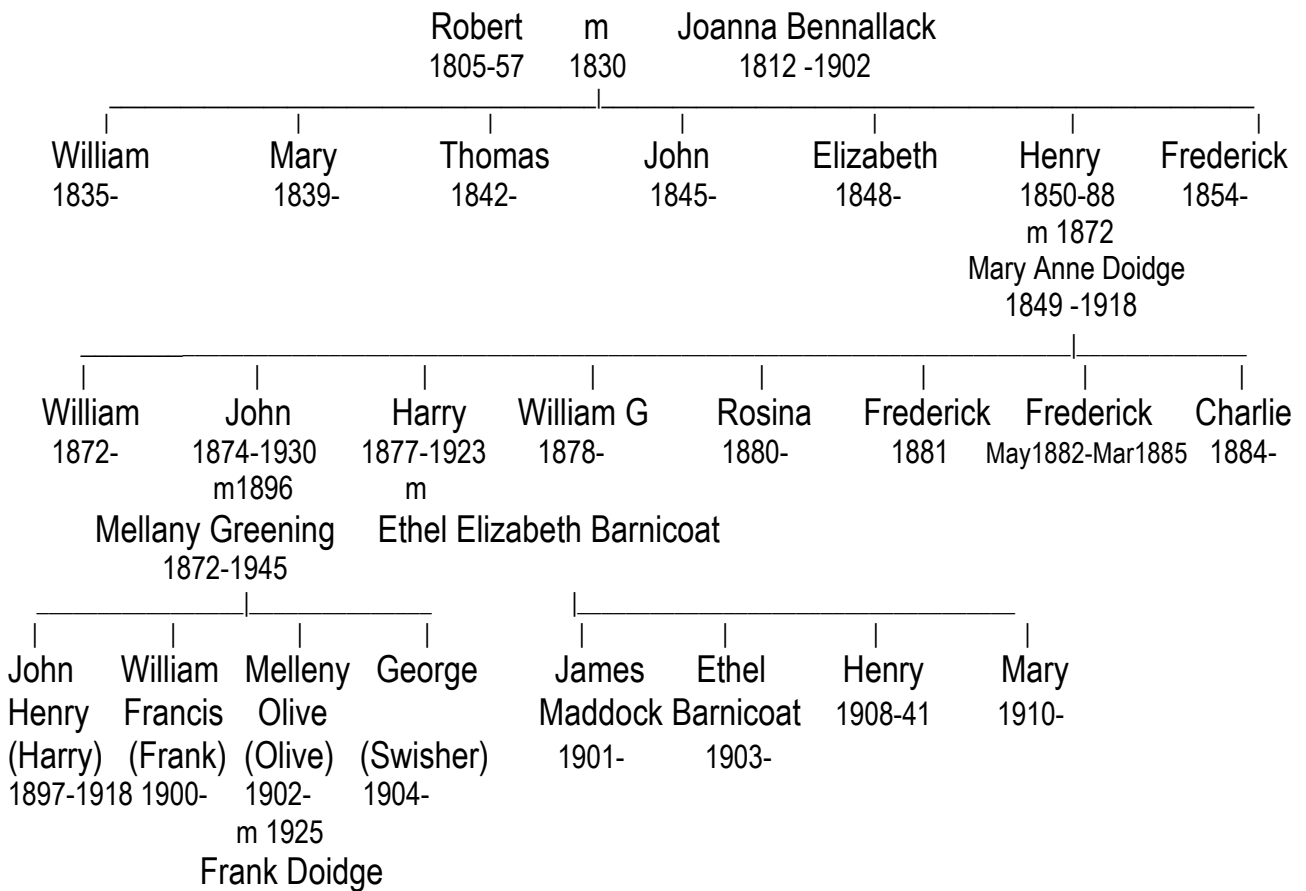 Robert m Joanna Bennallack
1805-57 1830 1812 -1902
William Mary Thomas John Elizabeth Henry Frederick
1835- 1839- 1842- 1845- 1848- 1850-88 1854-
m 1872
Mary Anne Doidge
1849 -1918
William John Harry William G Rosina Frederick Frederick Charlie
1872- 1874-1930 1877-1923 1878- 1880- 1881 May1882-Mar1885 1884-
m1896 m
Mellany Greening Ethel Elizabeth Barnicoat
1872-1945
John William Melleny George James Ethel Henry Mary
Henry Francis Olive Maddock Barnicoat 1908-41 1910-
(Harry) (Frank) (Olive) (Swisher) 1901- 1903-
1897-1918 1900- 1902- 1904-
m 1925
Frank Doidge